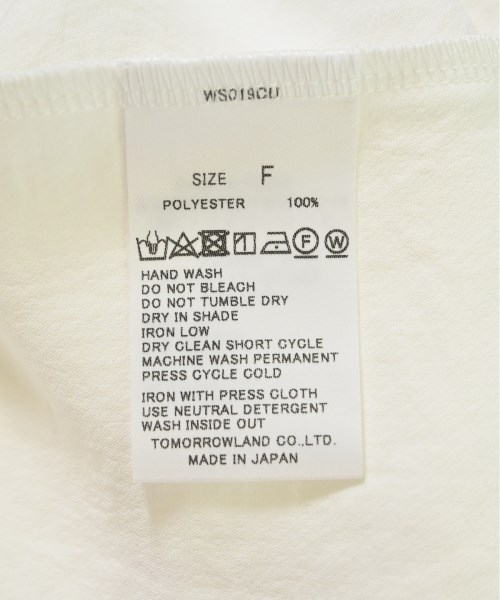 WS019CU
SIZE F
POLYESTER 100%
F W
HAND WASH
DO NOT BLEACH
DO NOT TUMBLE DRY
DRY IN SHADE
IRON LOW
DRY CLEAN SHORT CYCLE
MACHINE WASH PERMANENT
PRESS CYCLE COLD
IRON WITH PRESS CLOTH
USE NEUTRAL DETERGENT
WASH INSIDE OUT
TOMORROWLAND CO.,LTD.
MADE IN JAPAN